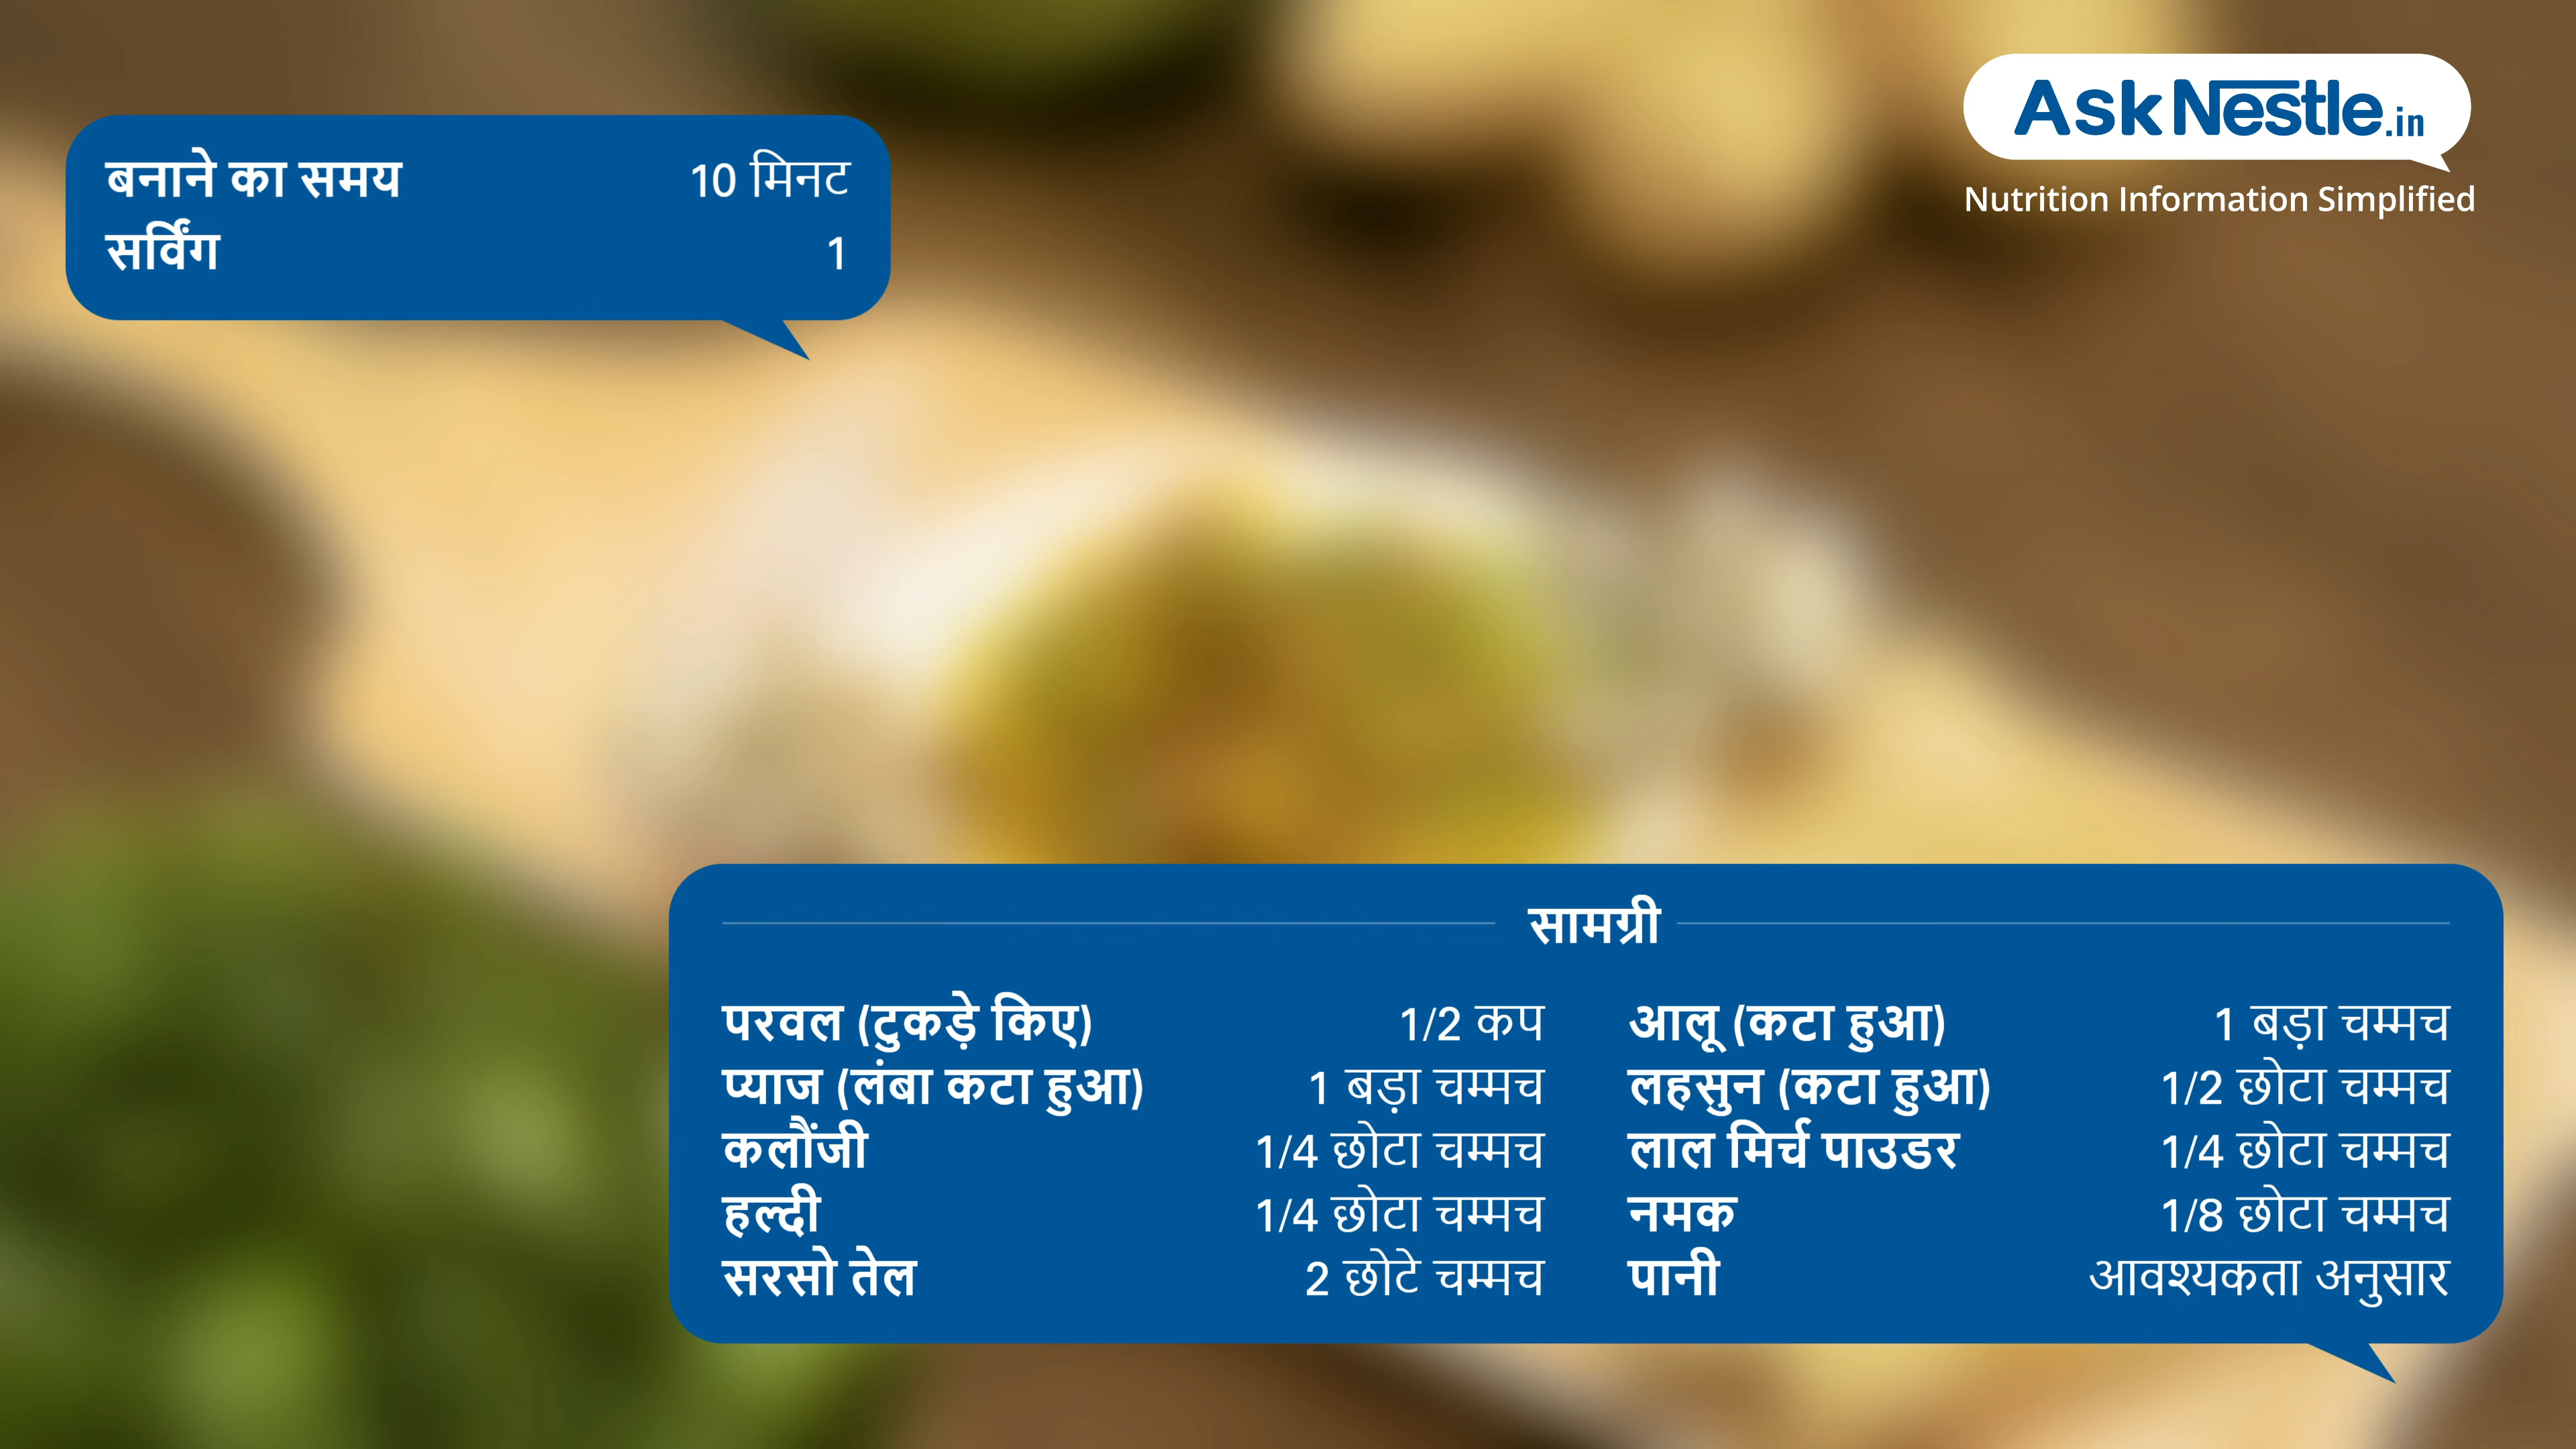 बनाने का समय 10 मिनट
सर्विंग 1
AskNestle.in
Nutrition Information Simplified
सामग्री
परवल (टुकड़े किए) 1/2 कप आलू (कटा हुआ) 1 बड़ा चम्मच
प्याज (लंबा कटा हुआ) 1 बड़ा चम्मच लहसुन (कटा हुआ) 1/2 छोटा चम्मच
कलौंजी 1/4 छोटा चम्मच लाल मिर्च पाउडर 1/4 छोटा चम्मच
हल्दी 1/4 छोटा चम्मच नमक 1/8 छोटा चम्मच
सरसो तेल 2 छोटे चम्मच पानी आवश्यकता अनुसार